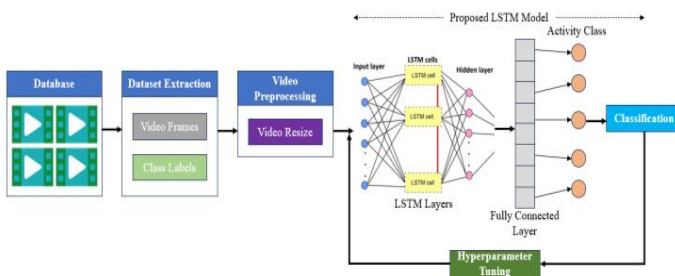 Proposed LSTM Model
Activity Class
Database
Dataset Extraction
Video Frames
Class Labels
Video
Preprocessing
Video Resize
Input layer
LSTM cells
LSTM cell
LSTM cell
LSTM cell
Hidden layer
LSTM Layers
Fully Connected
Layer
Classification
Hyperparameter
Tuning